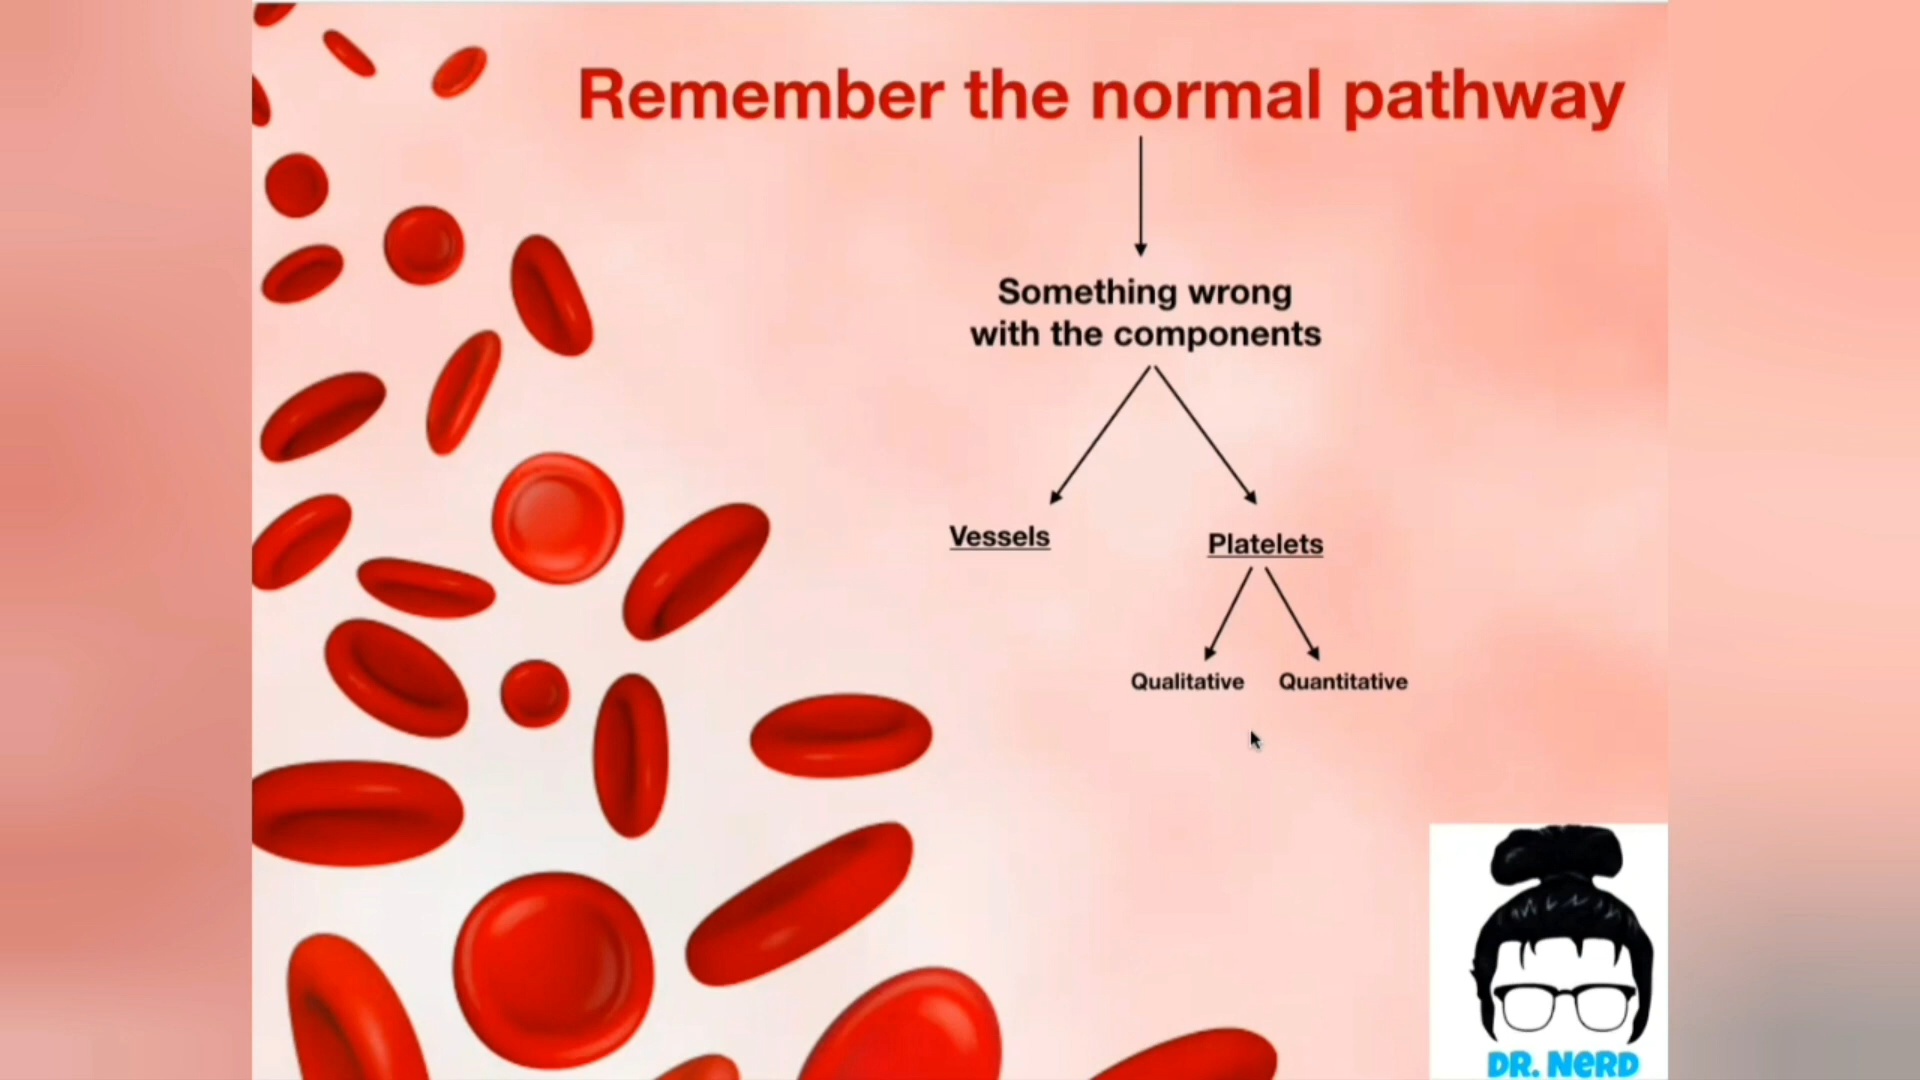 Remember the normal pathway
Something wrong
with the components
Vessels
Platelets
Qualitative
Quantitative
DR. NeRD